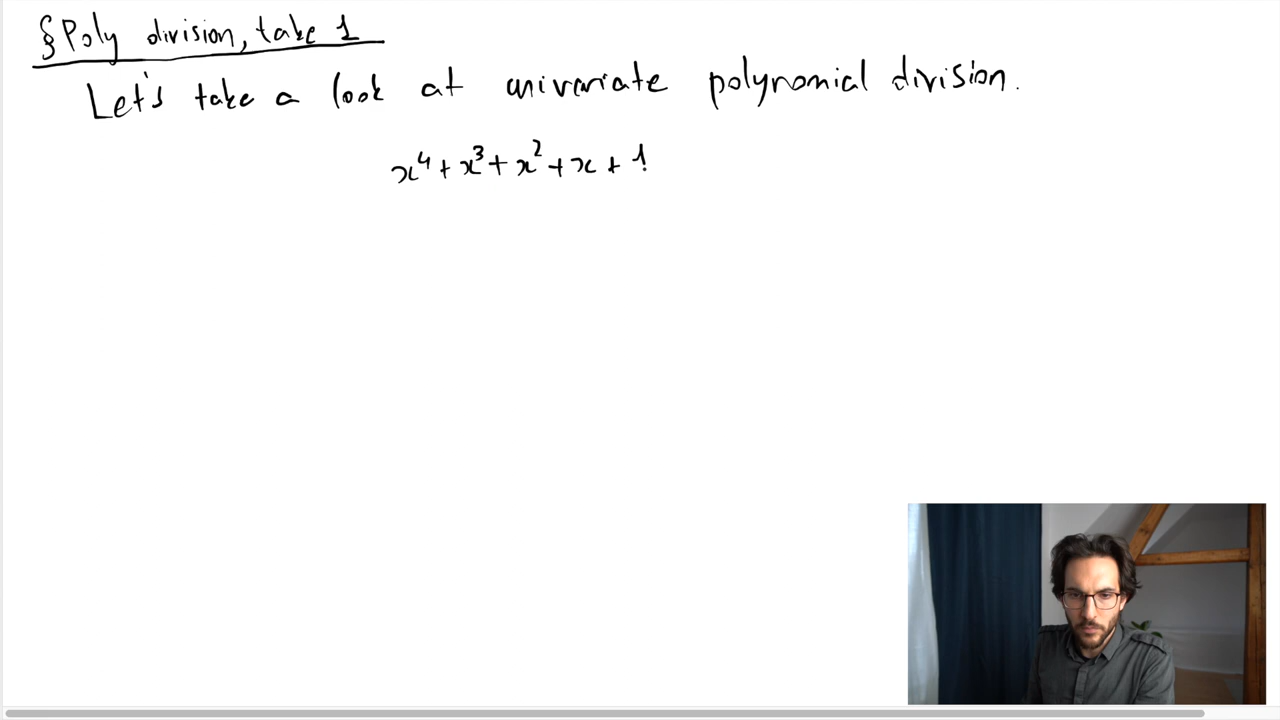 § Poly division, take 1
Let's take a look at univariate polynomial division.
x⁴ + x³ + x² + x + 1